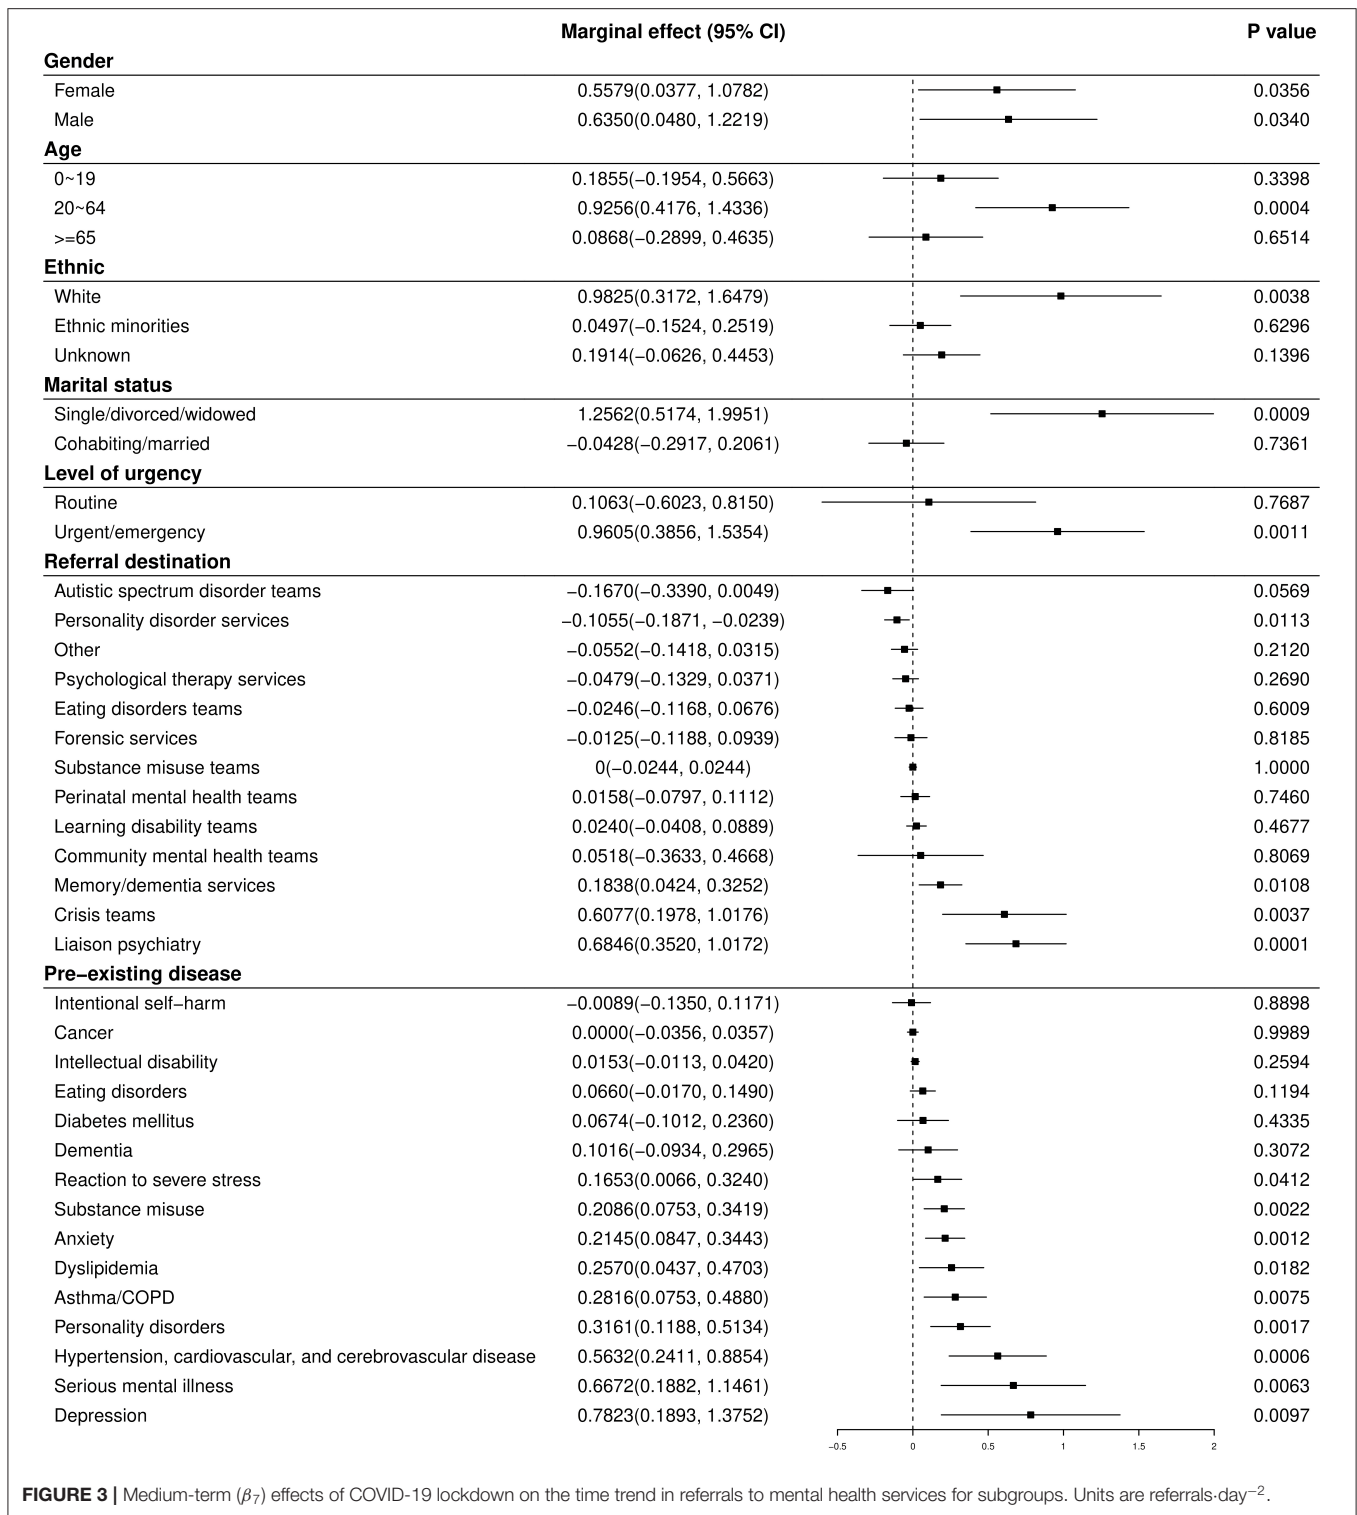 Marginal effect (95% CI) P value
Gender
Female 0.5579(0.0377, 1.0782) 0.0356
Male 0.6350(0.0480, 1.2219) 0.0340
Age
0~19 0.1855(−0.1954, 0.5663) 0.3398
20~64 0.9256(0.4176, 1.4336) 0.0004
>=65 0.0868(−0.2899, 0.4635) 0.6514
Ethnic
White 0.9825(0.3172, 1.6479) 0.0038
Ethnic minorities 0.0497(−0.1524, 0.2519) 0.6296
Unknown 0.1914(−0.0626, 0.4453) 0.1396
Marital status
Single/divorced/widowed 1.2562(0.5174, 1.9951) 0.0009
Cohabiting/married −0.0428(−0.2917, 0.2061) 0.7361
Level of urgency
Routine 0.1063(−0.6023, 0.8150) 0.7687
Urgent/emergency 0.9605(0.3856, 1.5354) 0.0011
Referral destination
Autistic spectrum disorder teams −0.1670(−0.3390, 0.0049) 0.0569
Personality disorder services −0.1055(−0.1871, −0.0239) 0.0113
Other −0.0552(−0.1418, 0.0315) 0.2120
Psychological therapy services −0.0479(−0.1329, 0.0371) 0.2690
Eating disorders teams −0.0246(−0.1168, 0.0676) 0.6009
Forensic services −0.0125(−0.1188, 0.0939) 0.8185
Substance misuse teams 0(−0.0244, 0.0244) 1.0000
Perinatal mental health teams 0.0158(−0.0797, 0.1112) 0.7460
Learning disability teams 0.0240(−0.0408, 0.0889) 0.4677
Community mental health teams 0.0518(−0.3633, 0.4668) 0.8069
Memory/dementia services 0.1838(0.0424, 0.3252) 0.0108
Crisis teams 0.6077(0.1978, 1.0176) 0.0037
Liaison psychiatry 0.6846(0.3520, 1.0172) 0.0001
Pre−existing disease
Intentional self−harm −0.0089(−0.1350, 0.1171) 0.8898
Cancer 0.0000(−0.0356, 0.0357) 0.9989
Intellectual disability 0.0153(−0.0113, 0.0420) 0.2594
Eating disorders 0.0660(−0.0170, 0.1490) 0.1194
Diabetes mellitus 0.0674(−0.1012, 0.2360) 0.4335
Dementia 0.1016(−0.0934, 0.2965) 0.3072
Reaction to severe stress 0.1653(0.0066, 0.3240) 0.0412
Substance misuse 0.2086(0.0753, 0.3419) 0.0022
Anxiety 0.2145(0.0847, 0.3443) 0.0012
Dyslipidemia 0.2570(0.0437, 0.4703) 0.0182
Asthma/COPD 0.2816(0.0753, 0.4880) 0.0075
Personality disorders 0.3161(0.1188, 0.5134) 0.0017
Hypertension, cardiovascular, and cerebrovascular disease 0.5632(0.2411, 0.8854) 0.0006
Serious mental illness 0.6672(0.1882, 1.1461) 0.0063
Depression 0.7823(0.1893, 1.3752) 0.0097
−0.5 0 0.5 1 1.5 2
FIGURE 3 | Medium-term (β₇) effects of COVID-19 lockdown on the time trend in referrals to mental health services for subgroups. Units are referrals·day⁻².